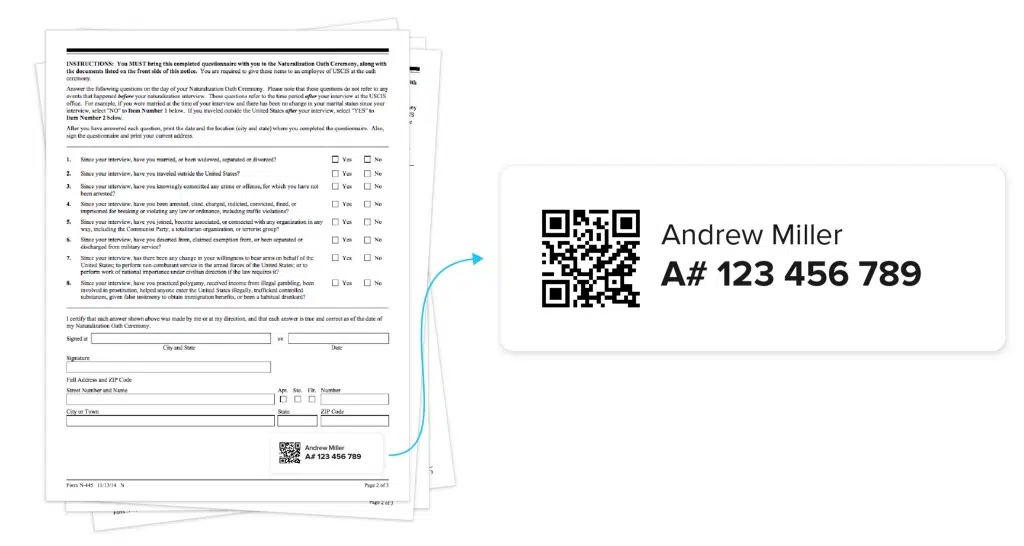 INSTRUCTIONS: You MUST bring this completed questionnaire with you to the Naturalization Oath Ceremony, along with
the documents listed on the front side of this notice. You are required to give these items to an employee of USCIS at the oath
ceremony.
Answer the following questions on the day of your Naturalization Oath Ceremony. Please note that these questions do not refer to any
events that happened before your naturalization interview. These questions refer to the time period after your interview at the USCIS
office. For example, if you were married at the time of your interview and there has been no change in your marital status since your
interview, select "NO" to Item Number 1 below. If you traveled outside the United States after your interview, select "YES" to
Item Number 2 below.
After you have answered each question, print the date and the location (city and state) where you completed the questionnaire. Also,
sign the questionnaire and print your current address.
1. Since your interview, have you married, or been widowed, separated or divorced? Yes No
2. Since your interview, have you traveled outside the United States? Yes No
3. Since your interview, have you knowingly committed any crime or offense, for which you have not Yes No
been arrested?
4. Since your interview, have you been arrested, cited, charged, indicted, convicted, fined, or Yes No
imprisoned for breaking or violating any law or ordinance, including traffic violations?
5. Since your interview, have you joined, become associated, or connected with any organization in any Yes No
way, including the Communist Party, a totalitarian organization, or terrorist group?
6. Since your interview, have you deserted from, claimed exemption from, or been separated or Yes No
discharged from military service?
7. Since your interview, has there been any change in your willingness to bear arms on behalf of the Yes No
United States; to perform non-combatant service in the armed forces of the United States; or to
perform work of national importance under civilian direction if the law requires it?
8. Since your interview, have you practiced polygamy, received income from illegal gambling, been Yes No
involved in prostitution, helped anyone enter the United States illegally, trafficked controlled
substances, given false testimony to obtain immigration benefits, or been a habitual drunkard?
I certify that each answer shown above was made by me or at my direction, and that each answer is true and correct as of the date of
my Naturalization Oath Ceremony.
Signed at on
City and State Date
Signature
Full Address and ZIP Code
Street Number and Name Apt. Ste. Flr. Number
City or Town State ZIP Code
Andrew Miller
A# 123 456 789
Form N-445 11/13/14 N Page 2 of 3
Page 2 of 3
Andrew Miller
A# 123 456 789